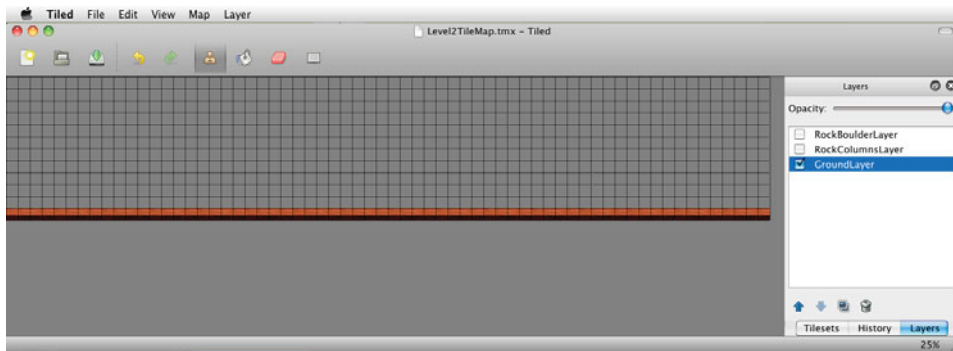 Tiled File Edit View Map Layer
Level2TileMap.tmx – Tiled
Layers
Opacity:
RockBoulderLayer
RockColumnsLayer
GroundLayer
Tilesets History Layers
25%